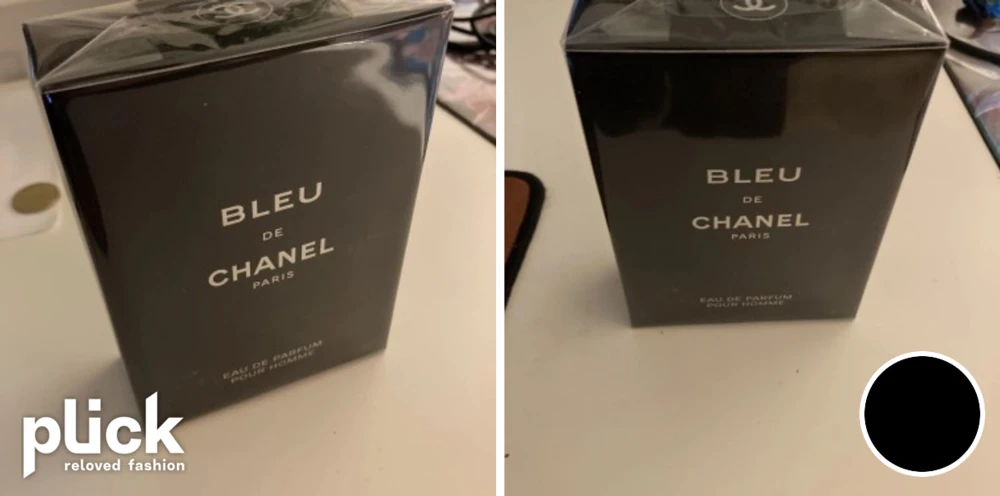 BLEU
DE
CHANEL
PARIS
EAU DE PARFUM
POUR HOMME
plick
reloved fashion
BLEU
DE
CHANEL
PARIS
EAU DE PARFUM
POUR HOMME